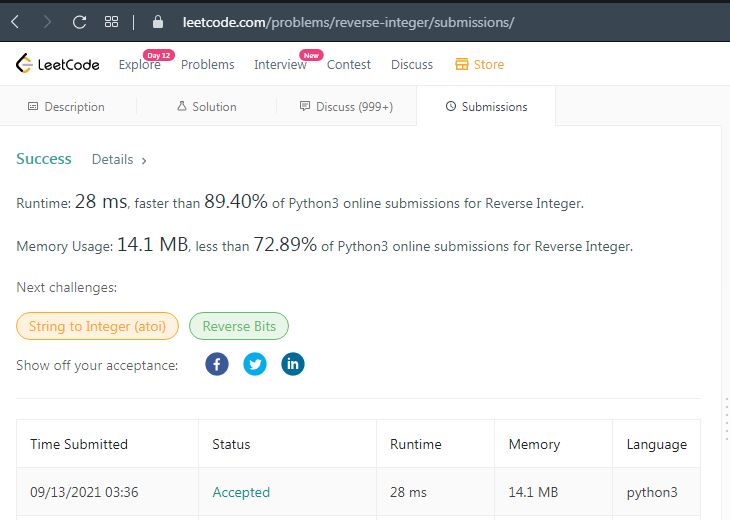 leetcode.com/problems/reverse-integer/submissions/
LeetCode Explore Day 12 Problems Interview New Contest Discuss Store
Description Solution Discuss (999+) Submissions
Success Details >
Runtime: 28 ms, faster than 89.40% of Python3 online submissions for Reverse Integer.
Memory Usage: 14.1 MB, less than 72.89% of Python3 online submissions for Reverse Integer.
Next challenges:
String to Integer (atoi) Reverse Bits
Show off your acceptance: f in
Time Submitted Status Runtime Memory Language
09/13/2021 03:36 Accepted 28 ms 14.1 MB python3